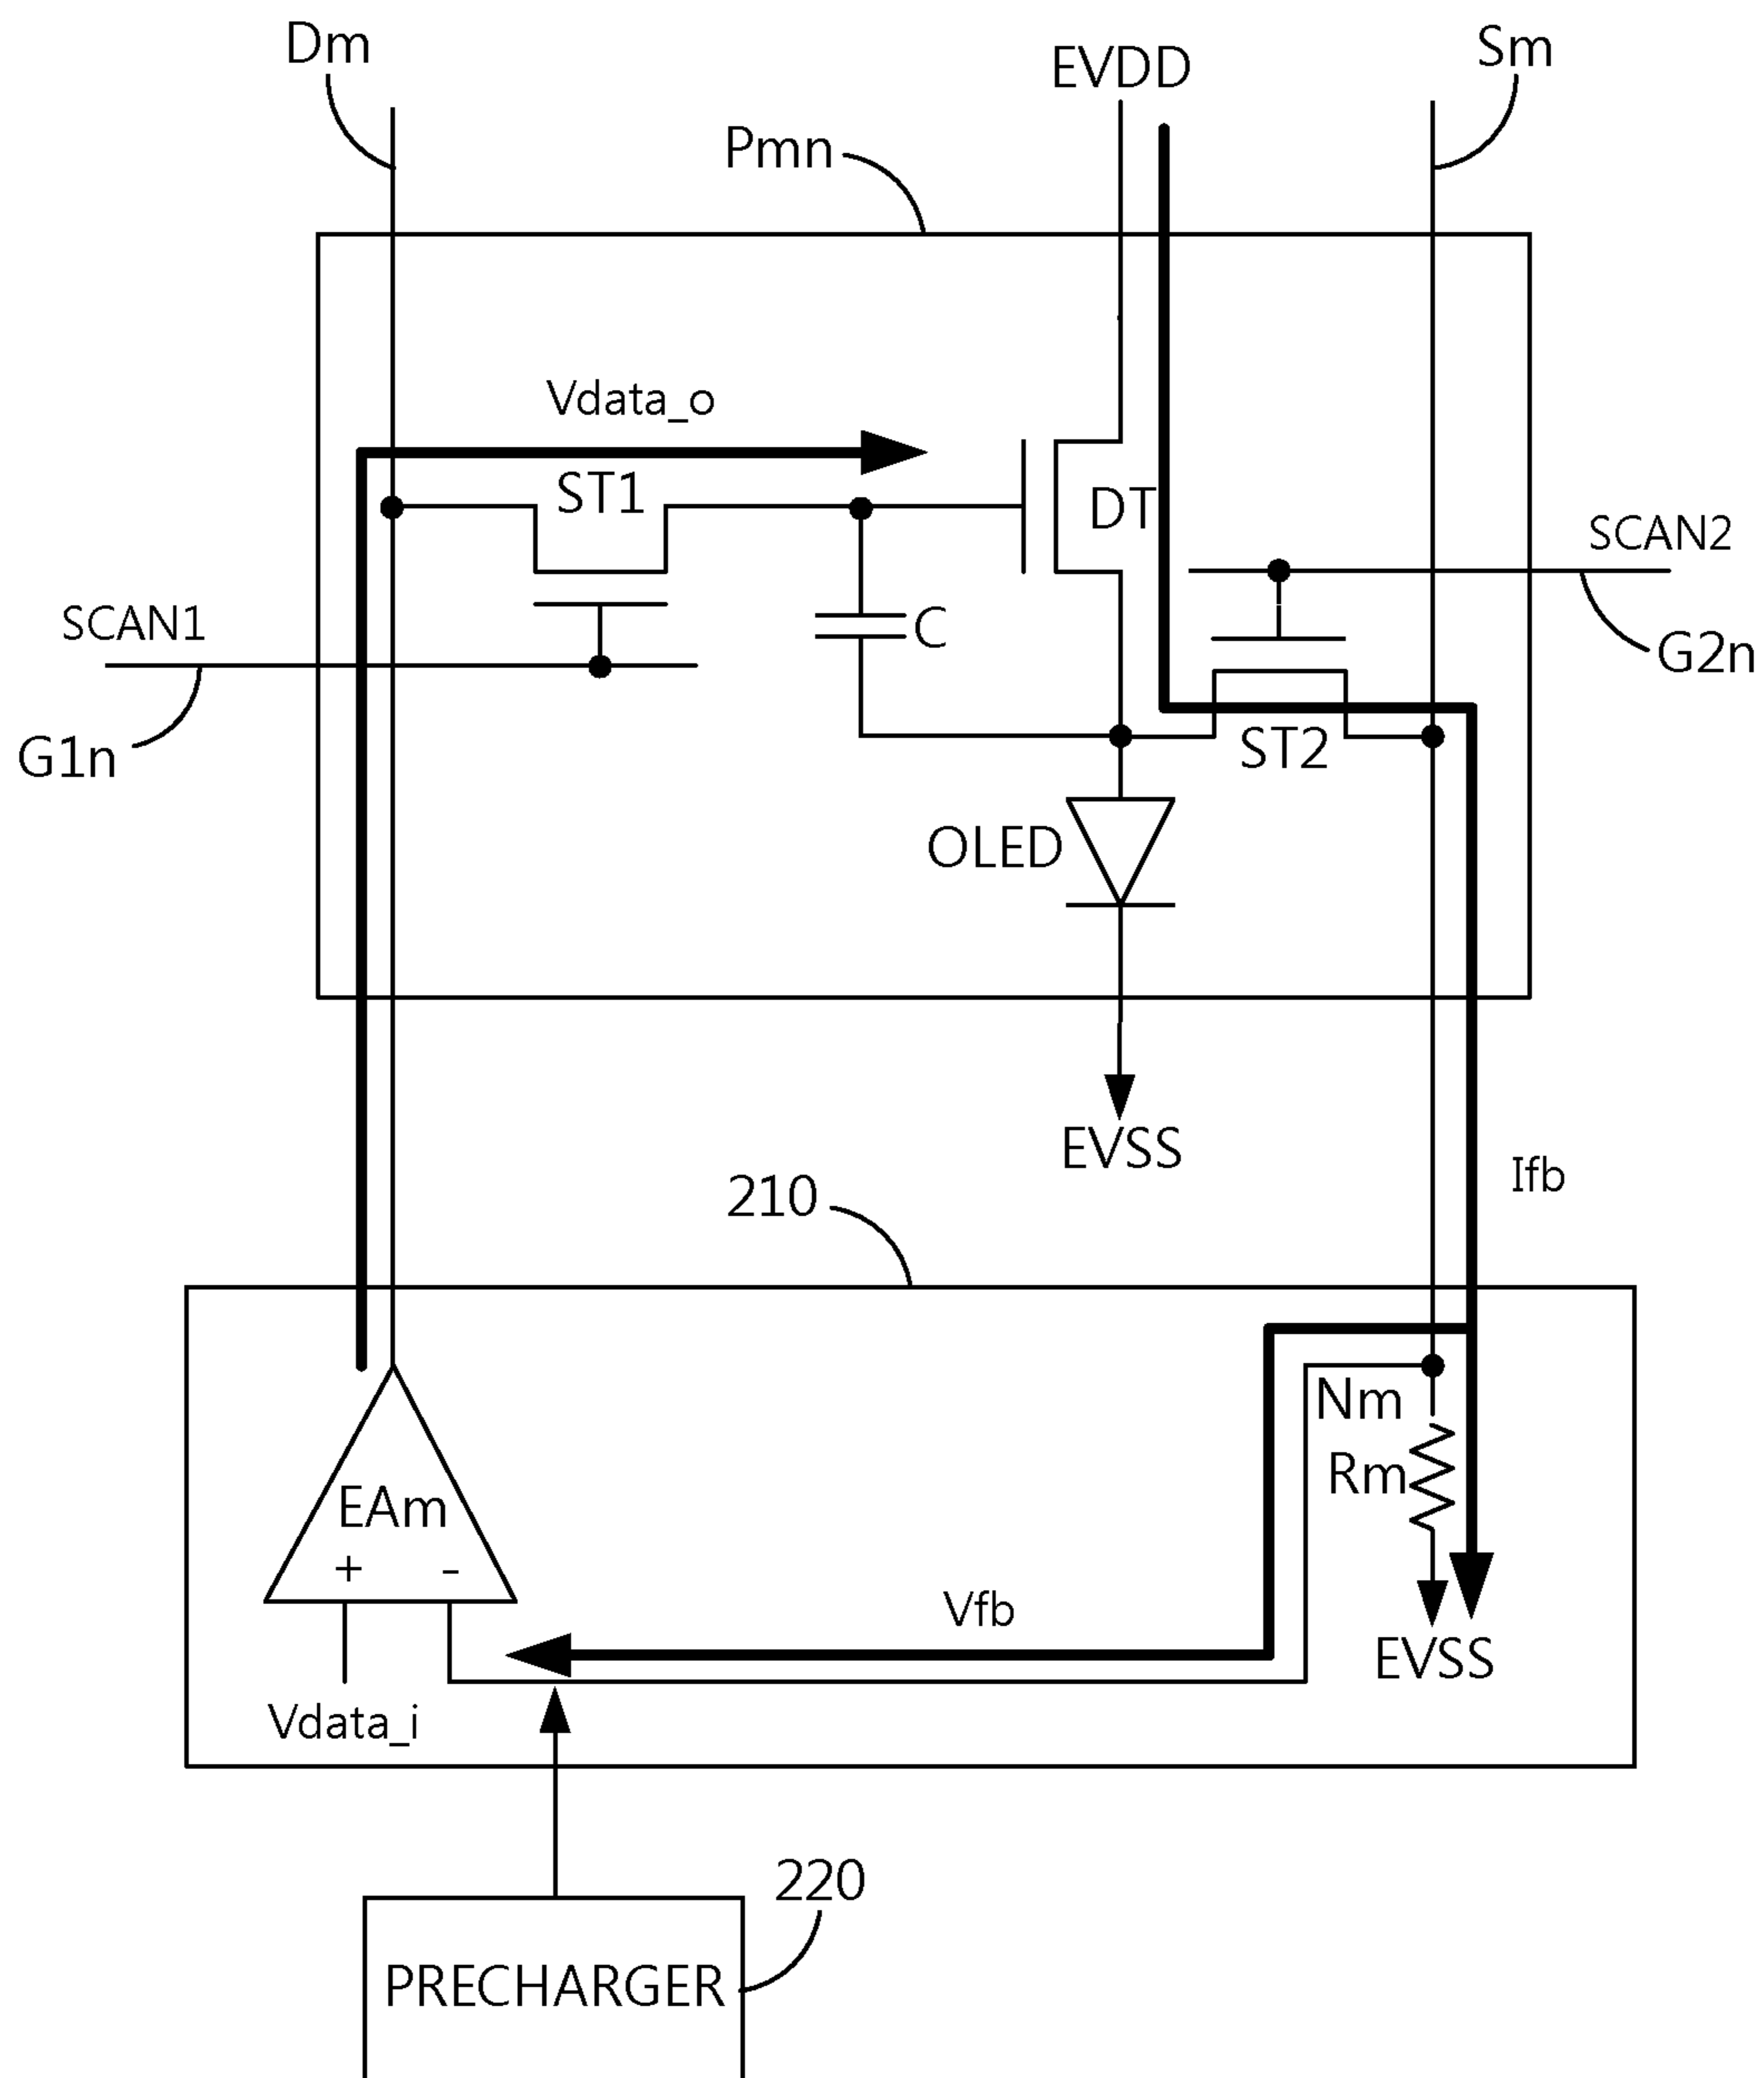 Dm
EVDD
Sm
Pmn
Vdata_o
ST1
DT
SCAN2
SCAN1
C
G2n
G1n
ST2
OLED
EVSS
210
Ifb
Nm
Rm
EAm
+ -
Vfb
EVSS
Vdata_i
220
PRECHARGER